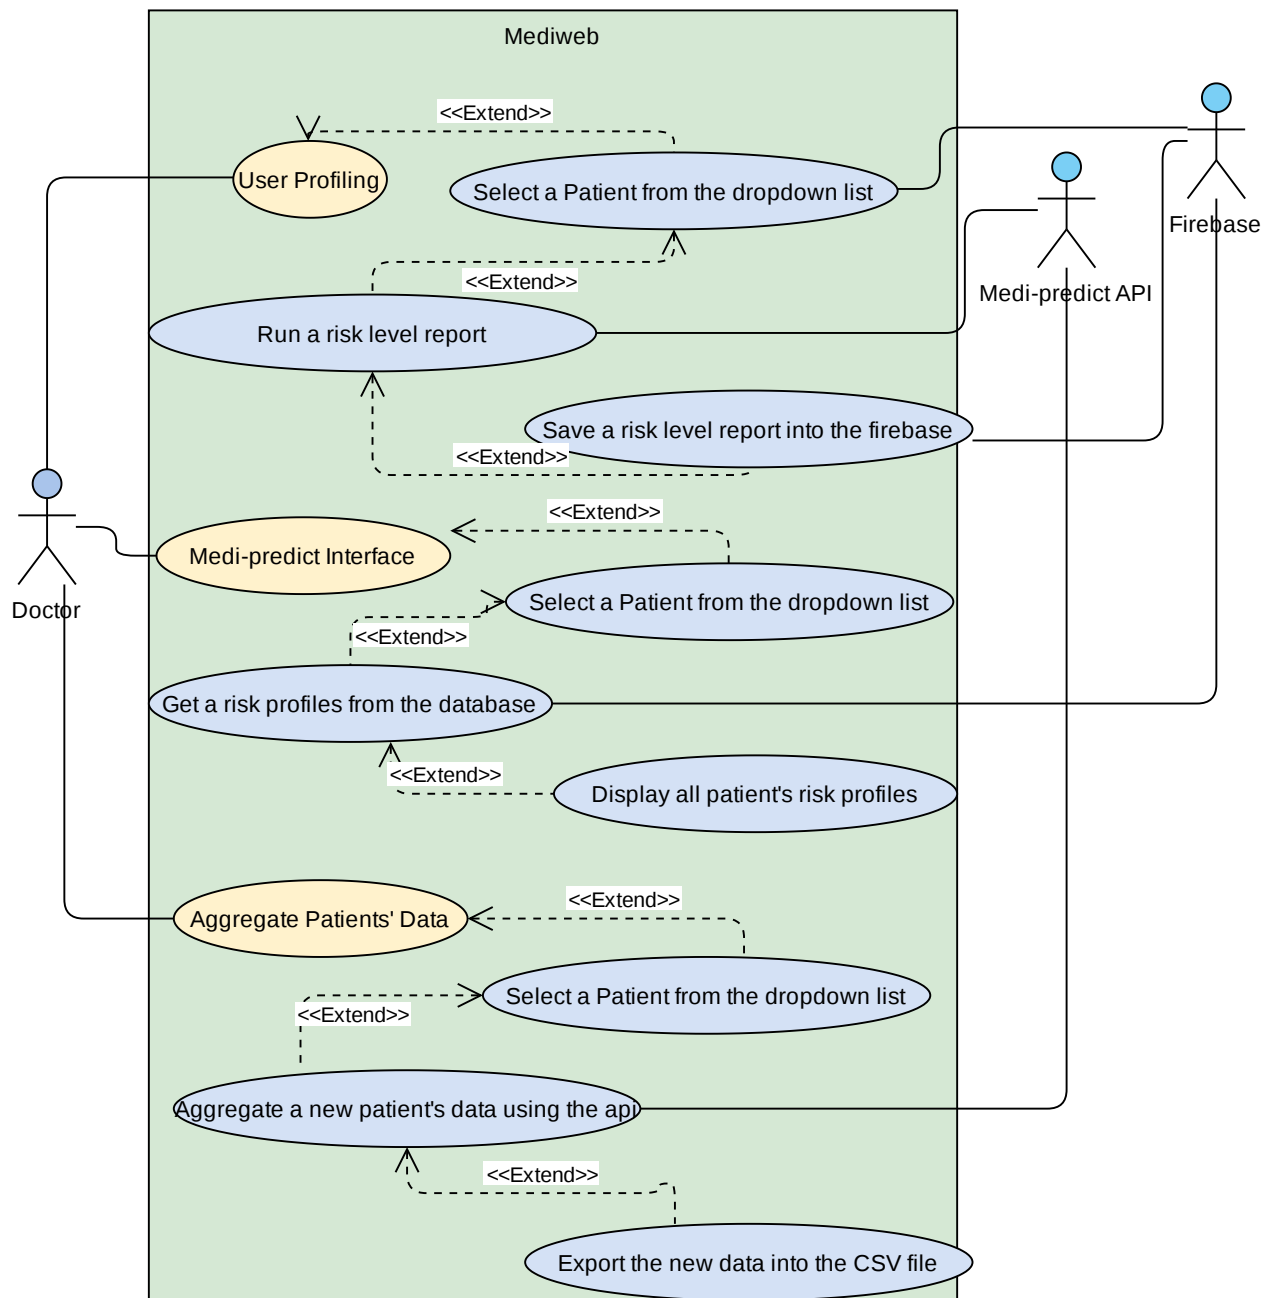 Mediweb
<<Extend>>
User Profiling
Select a Patient from the dropdown list
Firebase
<<Extend>>
Medi-predict API
Run a risk level report
Save a risk level report into the firebase
<<Extend>>
<<Extend>>
Medi-predict Interface
Doctor
Select a Patient from the dropdown list
<<Extend>>
Get a risk profiles from the database
<<Extend>>
Display all patient's risk profiles
<<Extend>>
Aggregate Patients' Data
Select a Patient from the dropdown list
<<Extend>>
Aggregate a new patient's data using the api
<<Extend>>
Export the new data into the CSV file